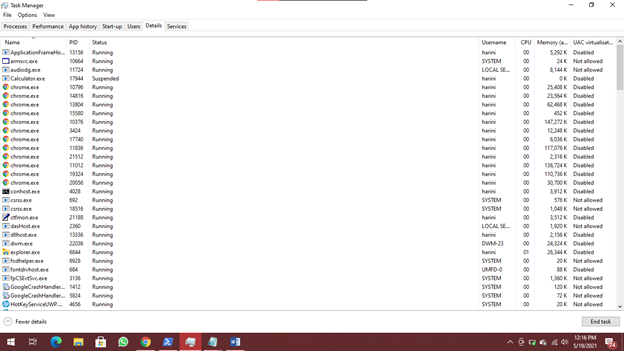 Task Manager
File Options View
Processes Performance App history Start-up Users Details Services
Name PID Status Username CPU Memory (a... UAC virtualisat...
ApplicationFrameHo... 13156 Running harini 00 5,292 K Disabled
armsvc.exe 10664 Running SYSTEM 00 24 K Not allowed
audiodg.exe 11724 Running LOCAL SE... 00 8,144 K Not allowed
Calculator.exe 17944 Suspended harini 00 0 K Disabled
chrome.exe 10796 Running harini 00 25,408 K Disabled
chrome.exe 14816 Running harini 00 23,564 K Disabled
chrome.exe 13804 Running harini 00 62,468 K Disabled
chrome.exe 15580 Running harini 00 452 K Disabled
chrome.exe 10376 Running harini 00 147,272 K Disabled
chrome.exe 3424 Running harini 00 12,248 K Disabled
chrome.exe 17740 Running harini 00 6,036 K Disabled
chrome.exe 11836 Running harini 00 117,076 K Disabled
chrome.exe 21512 Running harini 00 2,316 K Disabled
chrome.exe 11012 Running harini 00 136,724 K Disabled
chrome.exe 19324 Running harini 00 110,736 K Disabled
chrome.exe 20056 Running harini 00 30,700 K Disabled
conhost.exe 4028 Running harini 00 3,912 K Disabled
csrss.exe 692 Running SYSTEM 00 576 K Not allowed
csrss.exe 18516 Running SYSTEM 00 1,048 K Not allowed
ctfmon.exe 21188 Running harini 00 3,512 K Disabled
dasHost.exe 2360 Running LOCAL SE... 00 1,920 K Not allowed
dllhost.exe 13336 Running harini 00 2,156 K Disabled
dwm.exe 22036 Running DWM-23 00 24,324 K Disabled
explorer.exe 6844 Running harini 01 26,344 K Disabled
fodhelper.exe 6928 Running SYSTEM 00 20 K Not allowed
fontdrvhost.exe 684 Running UMFD-0 00 88 K Disabled
fpCSEvtSvc.exe 3136 Running SYSTEM 00 1,360 K Not allowed
GoogleCrashHandler... 1412 Running SYSTEM 00 120 K Not allowed
GoogleCrashHandler... 5824 Running SYSTEM 00 72 K Not allowed
HotKeyServiceUWP... 4656 Running SYSTEM 00 20 K Not allowed
Fewer details End task
12:16 PM
5/19/2021
24